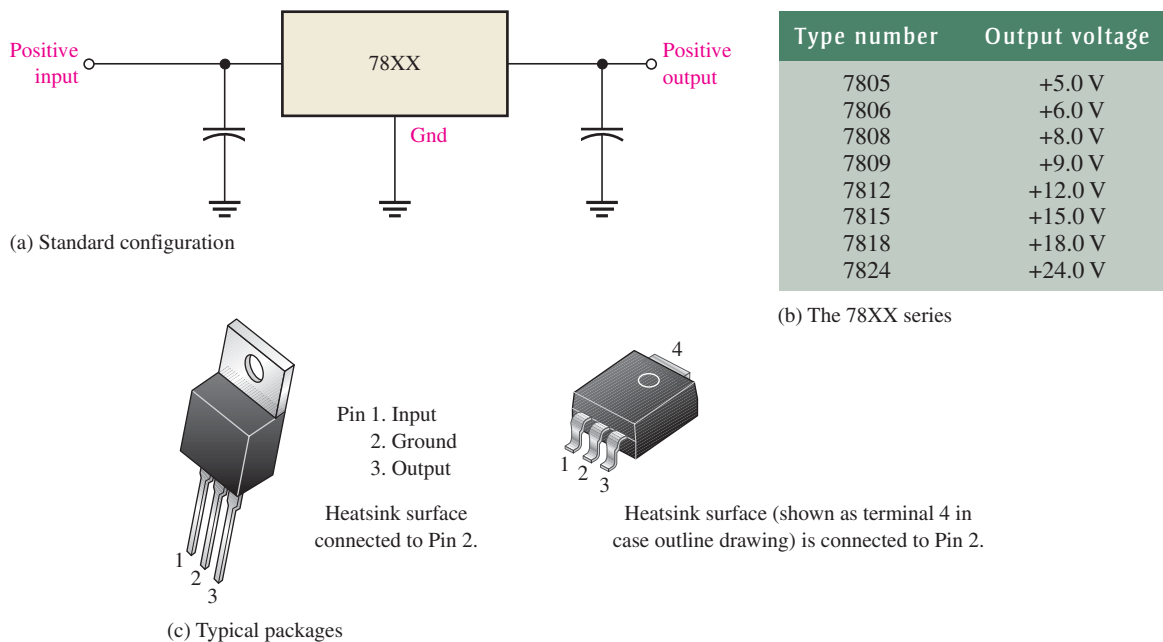 Positive
input
78XX
Positive
output
Gnd
(a) Standard configuration
Type number Output voltage
7805 +5.0 V
7806 +6.0 V
7808 +8.0 V
7809 +9.0 V
7812 +12.0 V
7815 +15.0 V
7818 +18.0 V
7824 +24.0 V
(b) The 78XX series
1
2
3
Pin 1. Input
2. Ground
3. Output
Heatsink surface
connected to Pin 2.
4
1
2
3
Heatsink surface (shown as terminal 4 in
case outline drawing) is connected to Pin 2.
(c) Typical packages